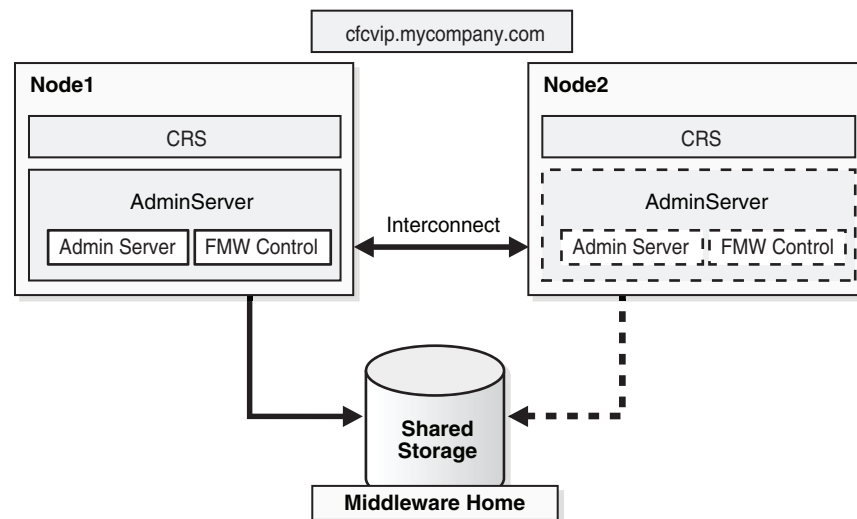 cfcvip.mycompany.com
Node1
CRS
AdminServer
Admin Server
FMW Control
Interconnect
Node2
CRS
AdminServer
Admin Server
FMW Control
Shared
Storage
Middleware Home